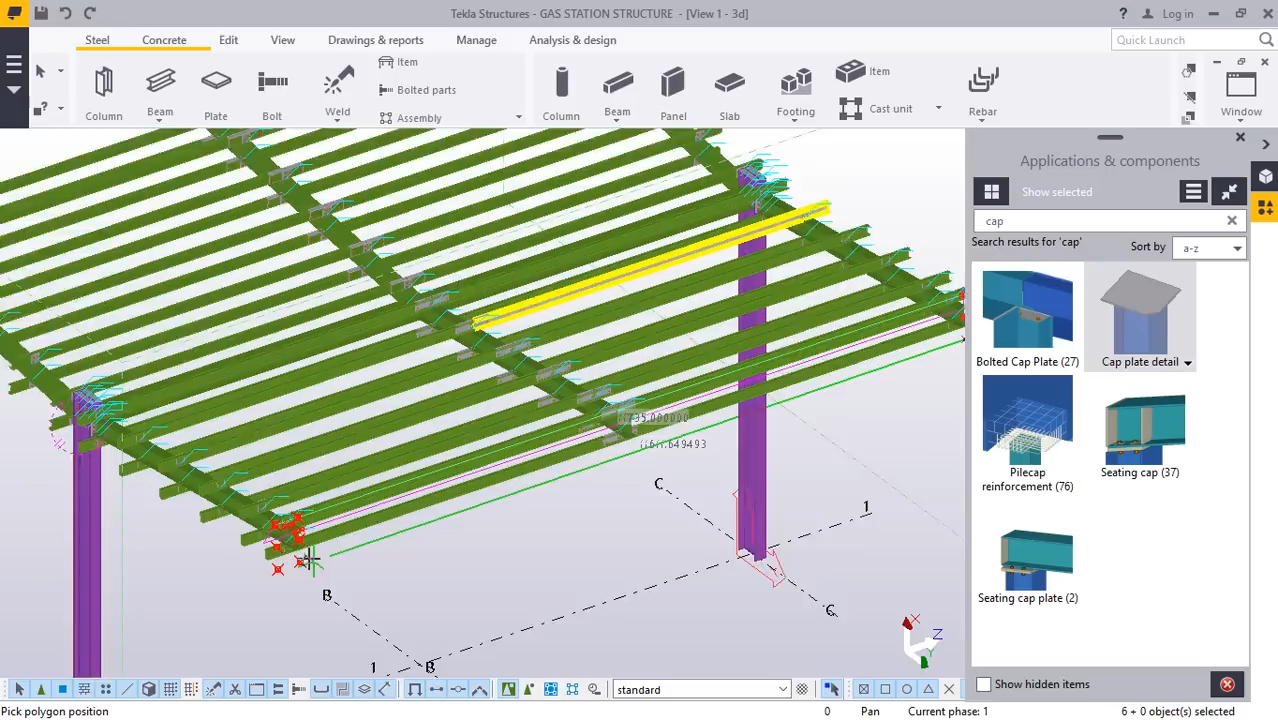 Tekla Structures - GAS STATION STRUCTURE - [View 1 - 3d]
Log in
Steel Concrete Edit View Drawings & reports Manage Analysis & design
Quick Launch
Column Beam Plate Bolt Weld
Item
Bolted parts
Assembly
Column Beam Panel Slab Footing
Item
Cast unit
Rebar
Window
Applications & components
Show selected
cap
Search results for 'cap'
Sort by a-z
Bolted Cap Plate (27)
Cap plate detail
Pilecap
reinforcement (76)
Seating cap (37)
Seating cap plate (2)
C
1
B
C
1
B
X
Z
Y
standard
Show hidden items
Pick polygon position
0
Pan
Current phase: 1
6 + 0 object(s) selected